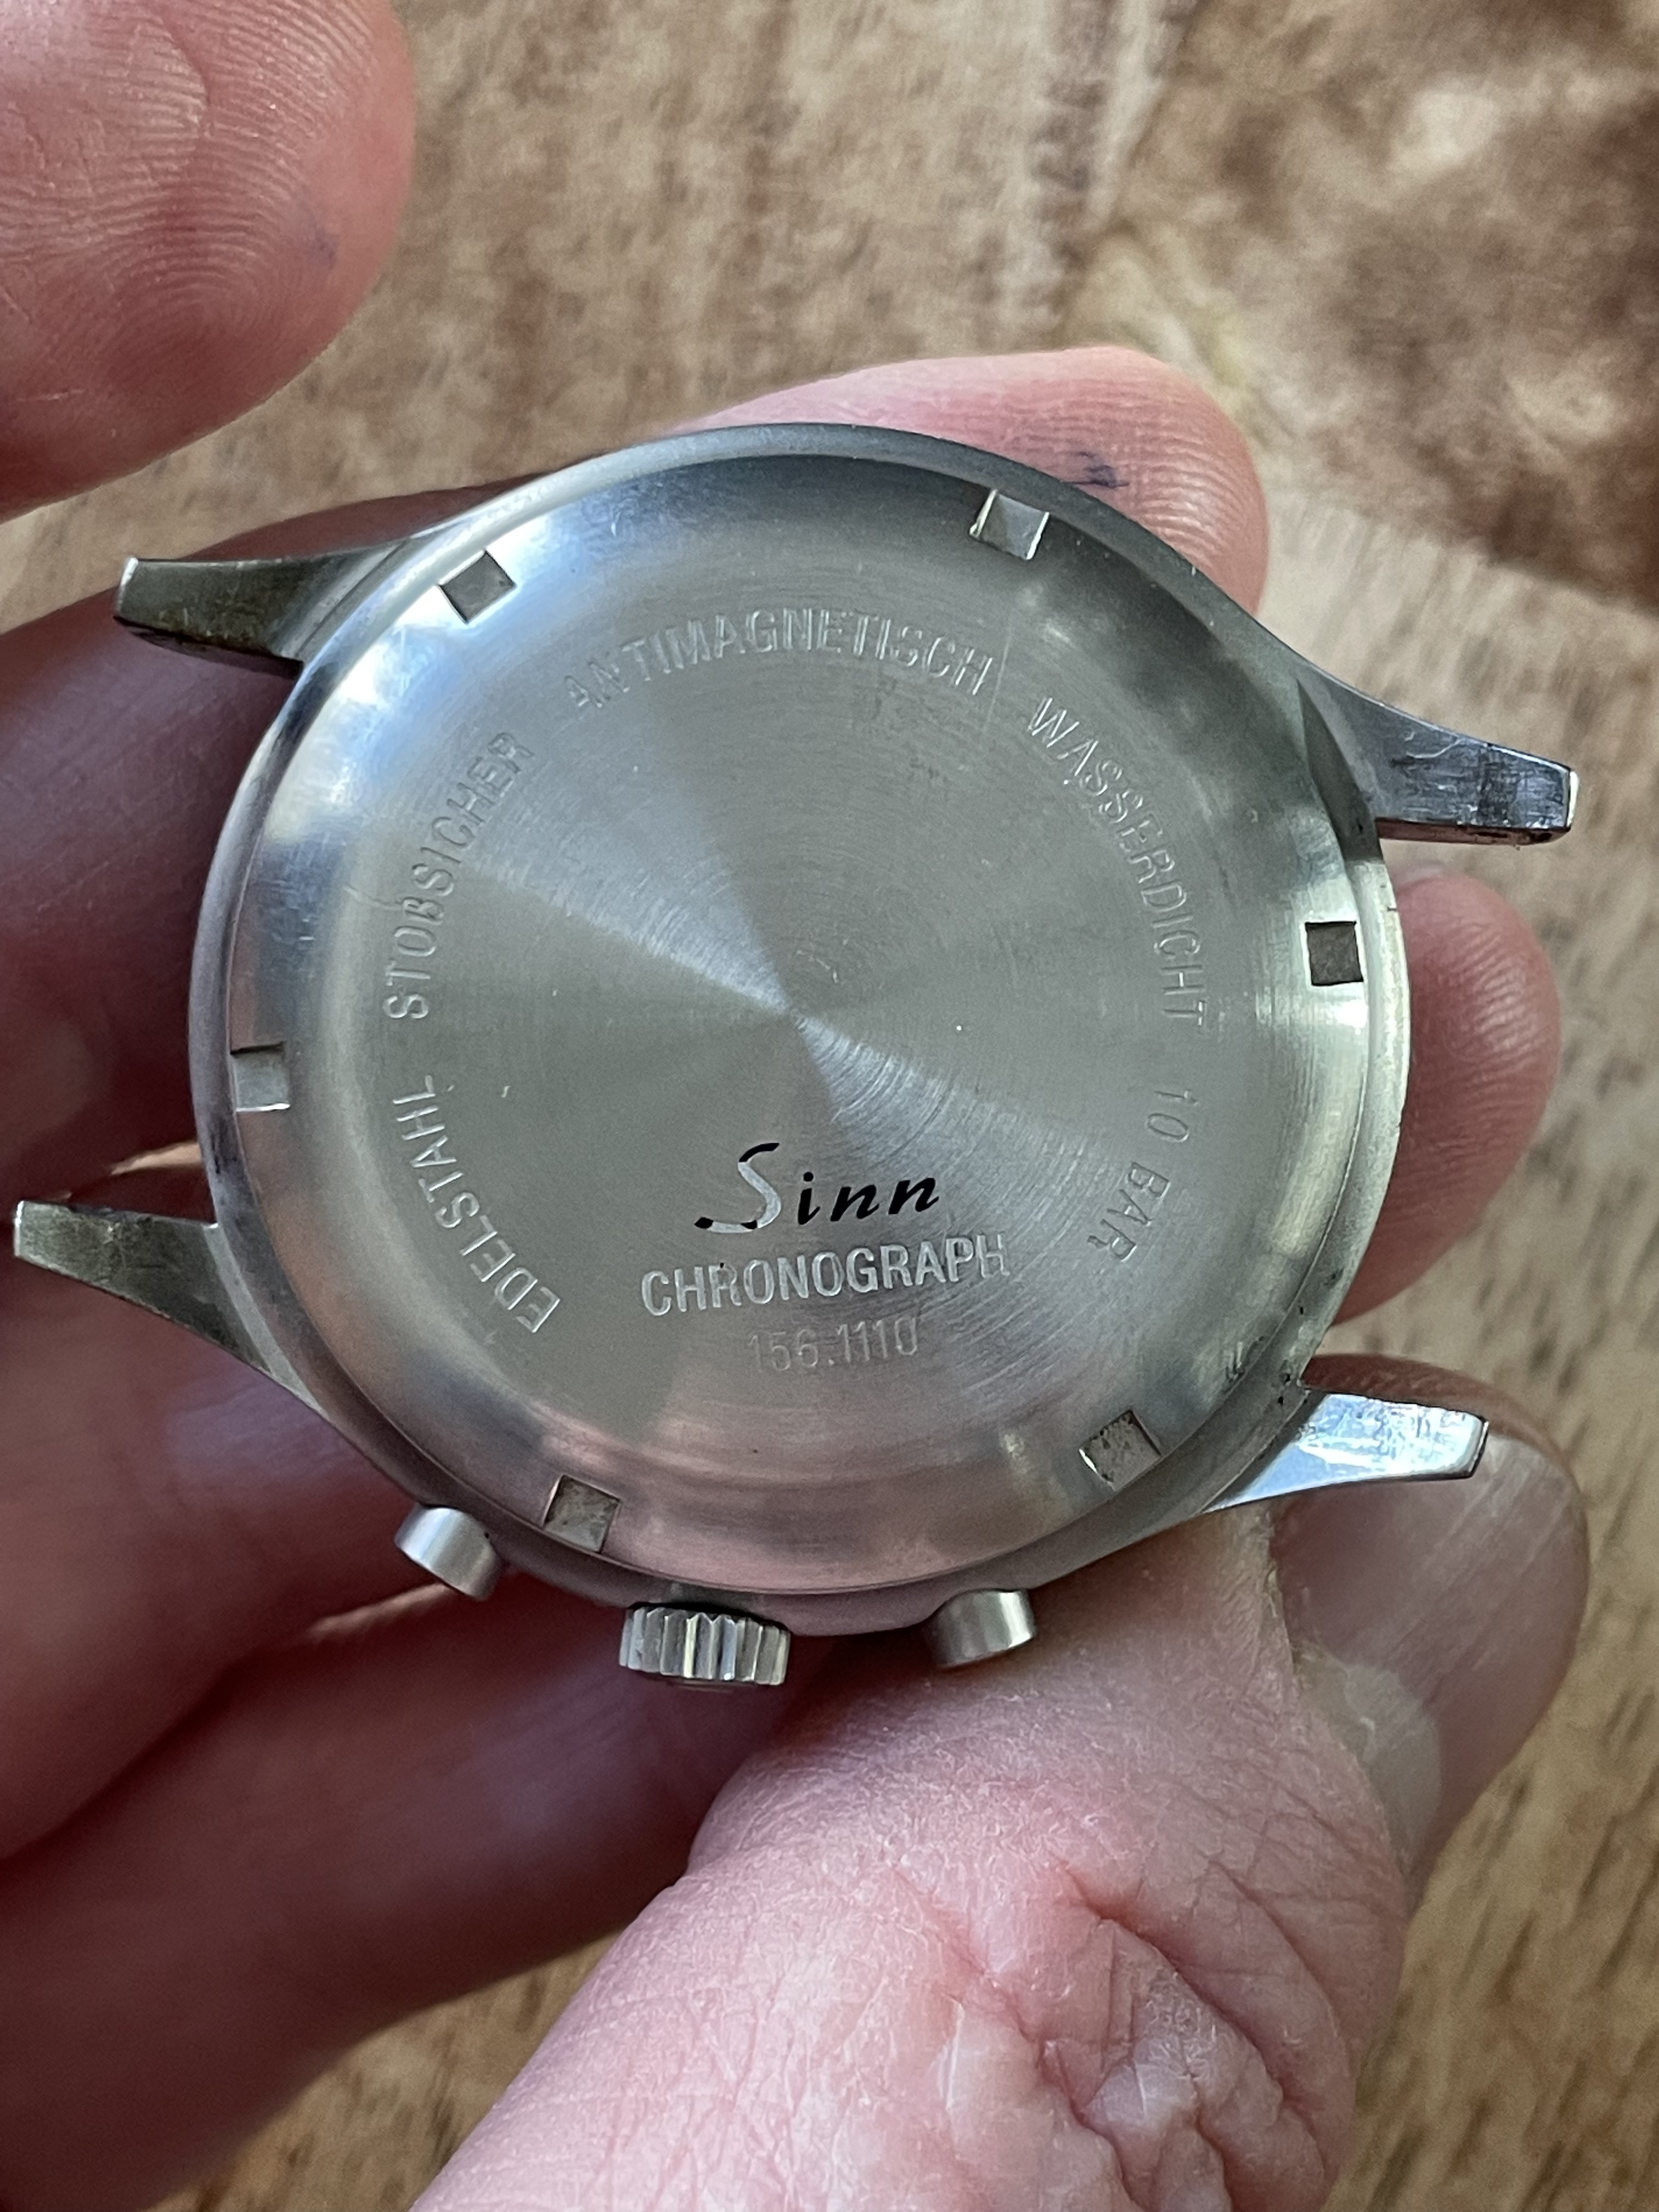 EDELSTAHL STOßSICHER ANTIMAGNETISCH WASSERDICHT 10 BAR
Sinn
CHRONOGRAPH
156.1110